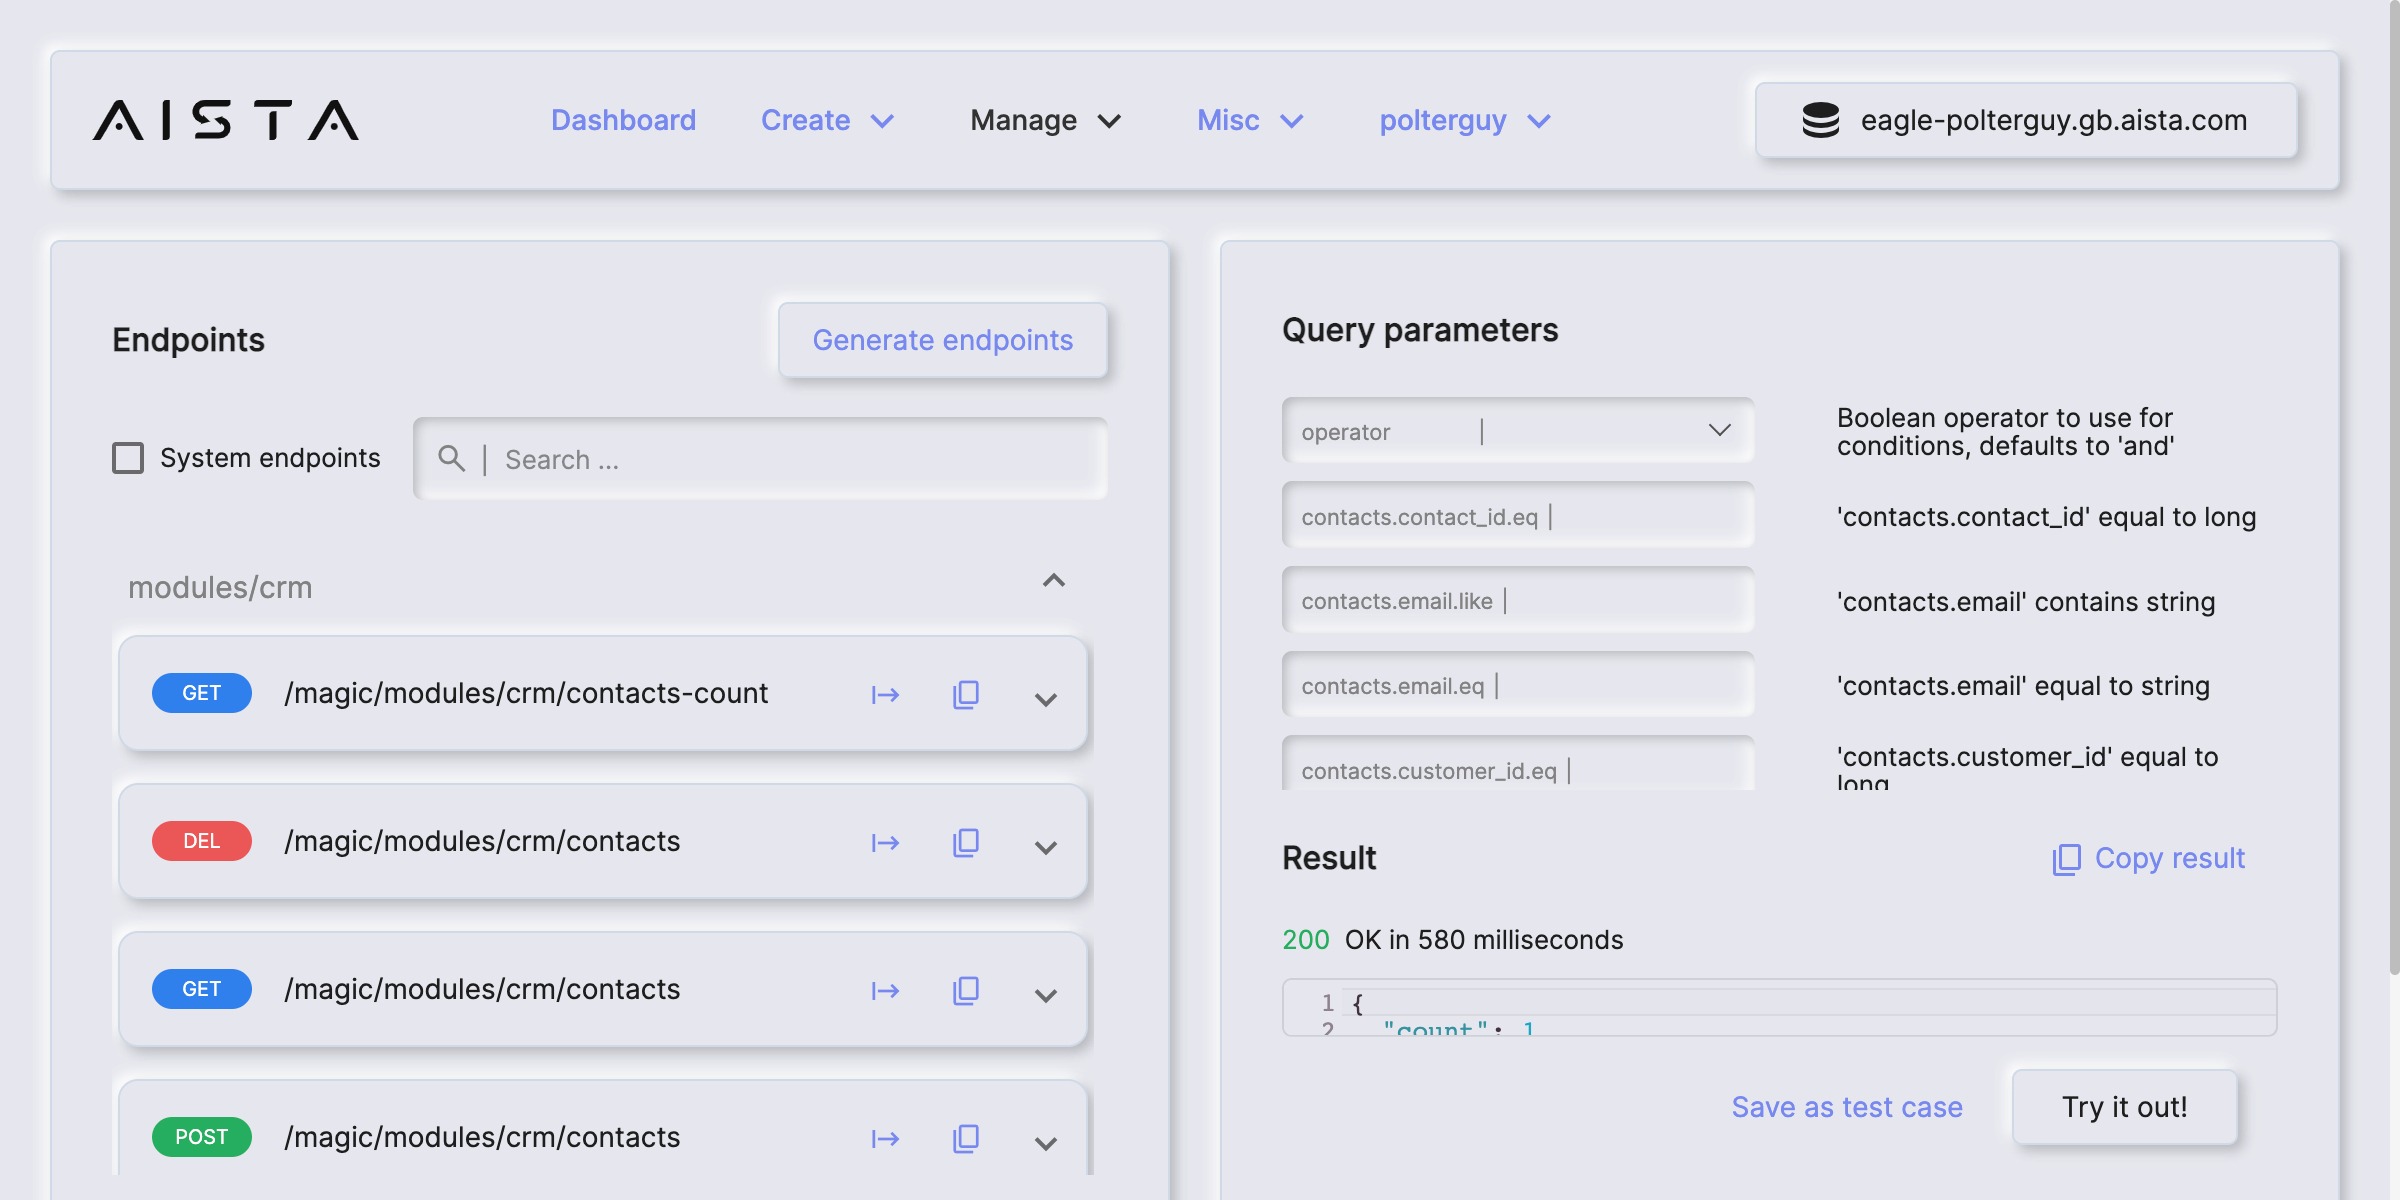 AISTA
Dashboard
Create
Manage
Misc
polterguy
eagle-polterguy.gb.aista.com
Endpoints
Generate endpoints
System endpoints
Search ...
modules/crm
GET /magic/modules/crm/contacts-count
DEL /magic/modules/crm/contacts
GET /magic/modules/crm/contacts
POST /magic/modules/crm/contacts
Query parameters
operator
Boolean operator to use for
conditions, defaults to 'and'
contacts.contact_id.eq
'contacts.contact_id' equal to long
contacts.email.like
'contacts.email' contains string
contacts.email.eq
'contacts.email' equal to string
contacts.customer_id.eq
'contacts.customer_id' equal to
long
Result
Copy result
200 OK in 580 milliseconds
1 {
2 "count": 1
Save as test case
Try it out!